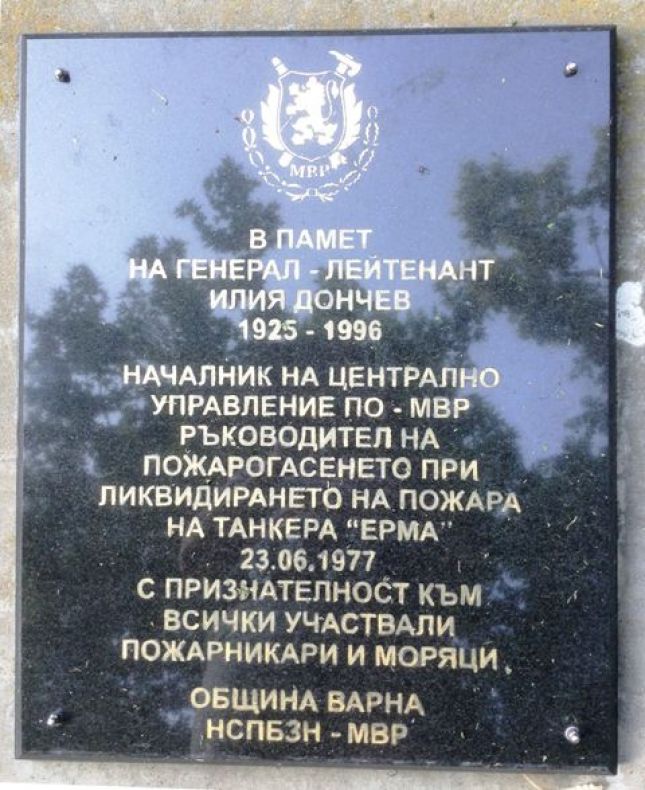 МВР
В ПАМЕТ
НА ГЕНЕРАЛ - ЛЕЙТЕНАНТ
ИЛИЯ ДОНЧЕВ
1925 - 1996
НАЧАЛНИК НА ЦЕНТРАЛНО
УПРАВЛЕНИЕ ПО - МВР
РЪКОВОДИТЕЛ НА
ПОЖАРОГАСЕНЕТО ПРИ
ЛИКВИДИРАНЕТО НА ПОЖАРА
НА ТАНКЕРА "ЕРМА"
23.06.1977
С ПРИЗНАТЕЛНОСТ КЪМ
ВСИЧКИ УЧАСТВАЛИ
ПОЖАРНИКАРИ И МОРЯЦИ
ОБЩИНА ВАРНА
НСПБЗН - МВР